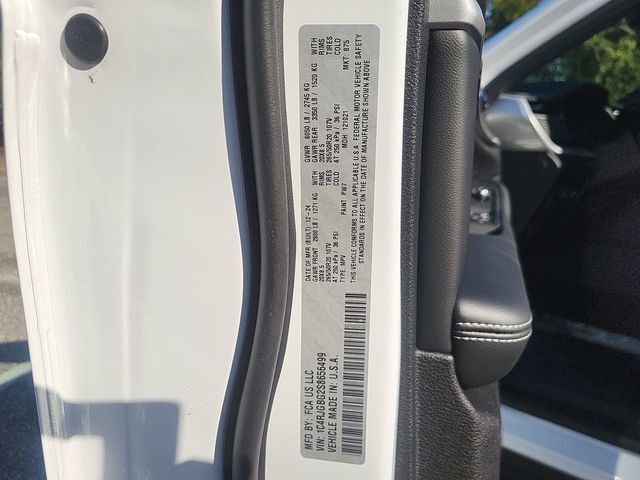 MFD BY: FCA US LLC
DATE OF MFR (BUILT): 12-24
GVWR: 6050 LB / 2745 KG
GAWR FRONT 2800 LB / 1271 KG WITH
20X8.5 RIMS
265/50R20 107V TIRES
AT 250 kPa / 36 PSI COLD
GAWR REAR 3350 LB / 1520 KG WITH
20X8.5 RIMS
265/50R20 107V TIRES
AT 250 kPa / 36 PSI COLD
VIN: 1C4RJGBG2S8656499
TYPE: MPV
PAINT: PW7
MDH: 121021
MKT: 875
VEHICLE MADE IN: U.S.A.
THIS VEHICLE CONFORMS TO ALL APPLICABLE U.S.A. FEDERAL MOTOR VEHICLE SAFETY
STANDARDS IN EFFECT ON THE DATE OF MANUFACTURE SHOWN ABOVE.